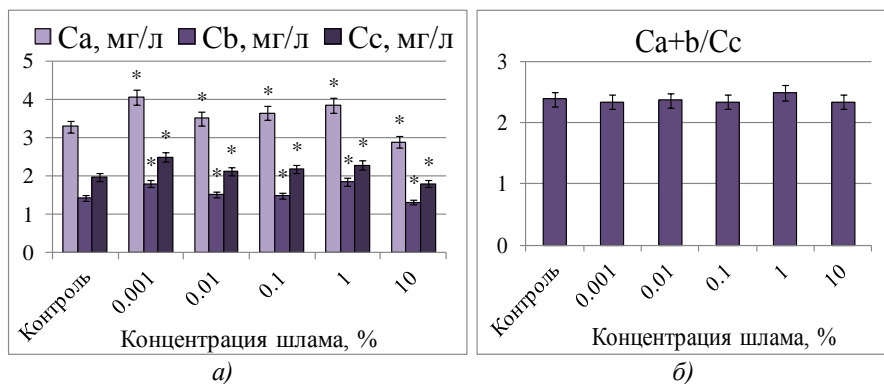 Ca, мг/л Cb, мг/л Cc, мг/л
5
4
3
2
1
0
* * * * *
* * * * *
* * * * *
Контроль 0.001 0.01 0.1 1 10
Концентрация шлама, %
а)
Ca+b/Cc
3
2
1
0
Контроль 0.001 0.01 0.1 1 10
Концентрация шлама, %
б)